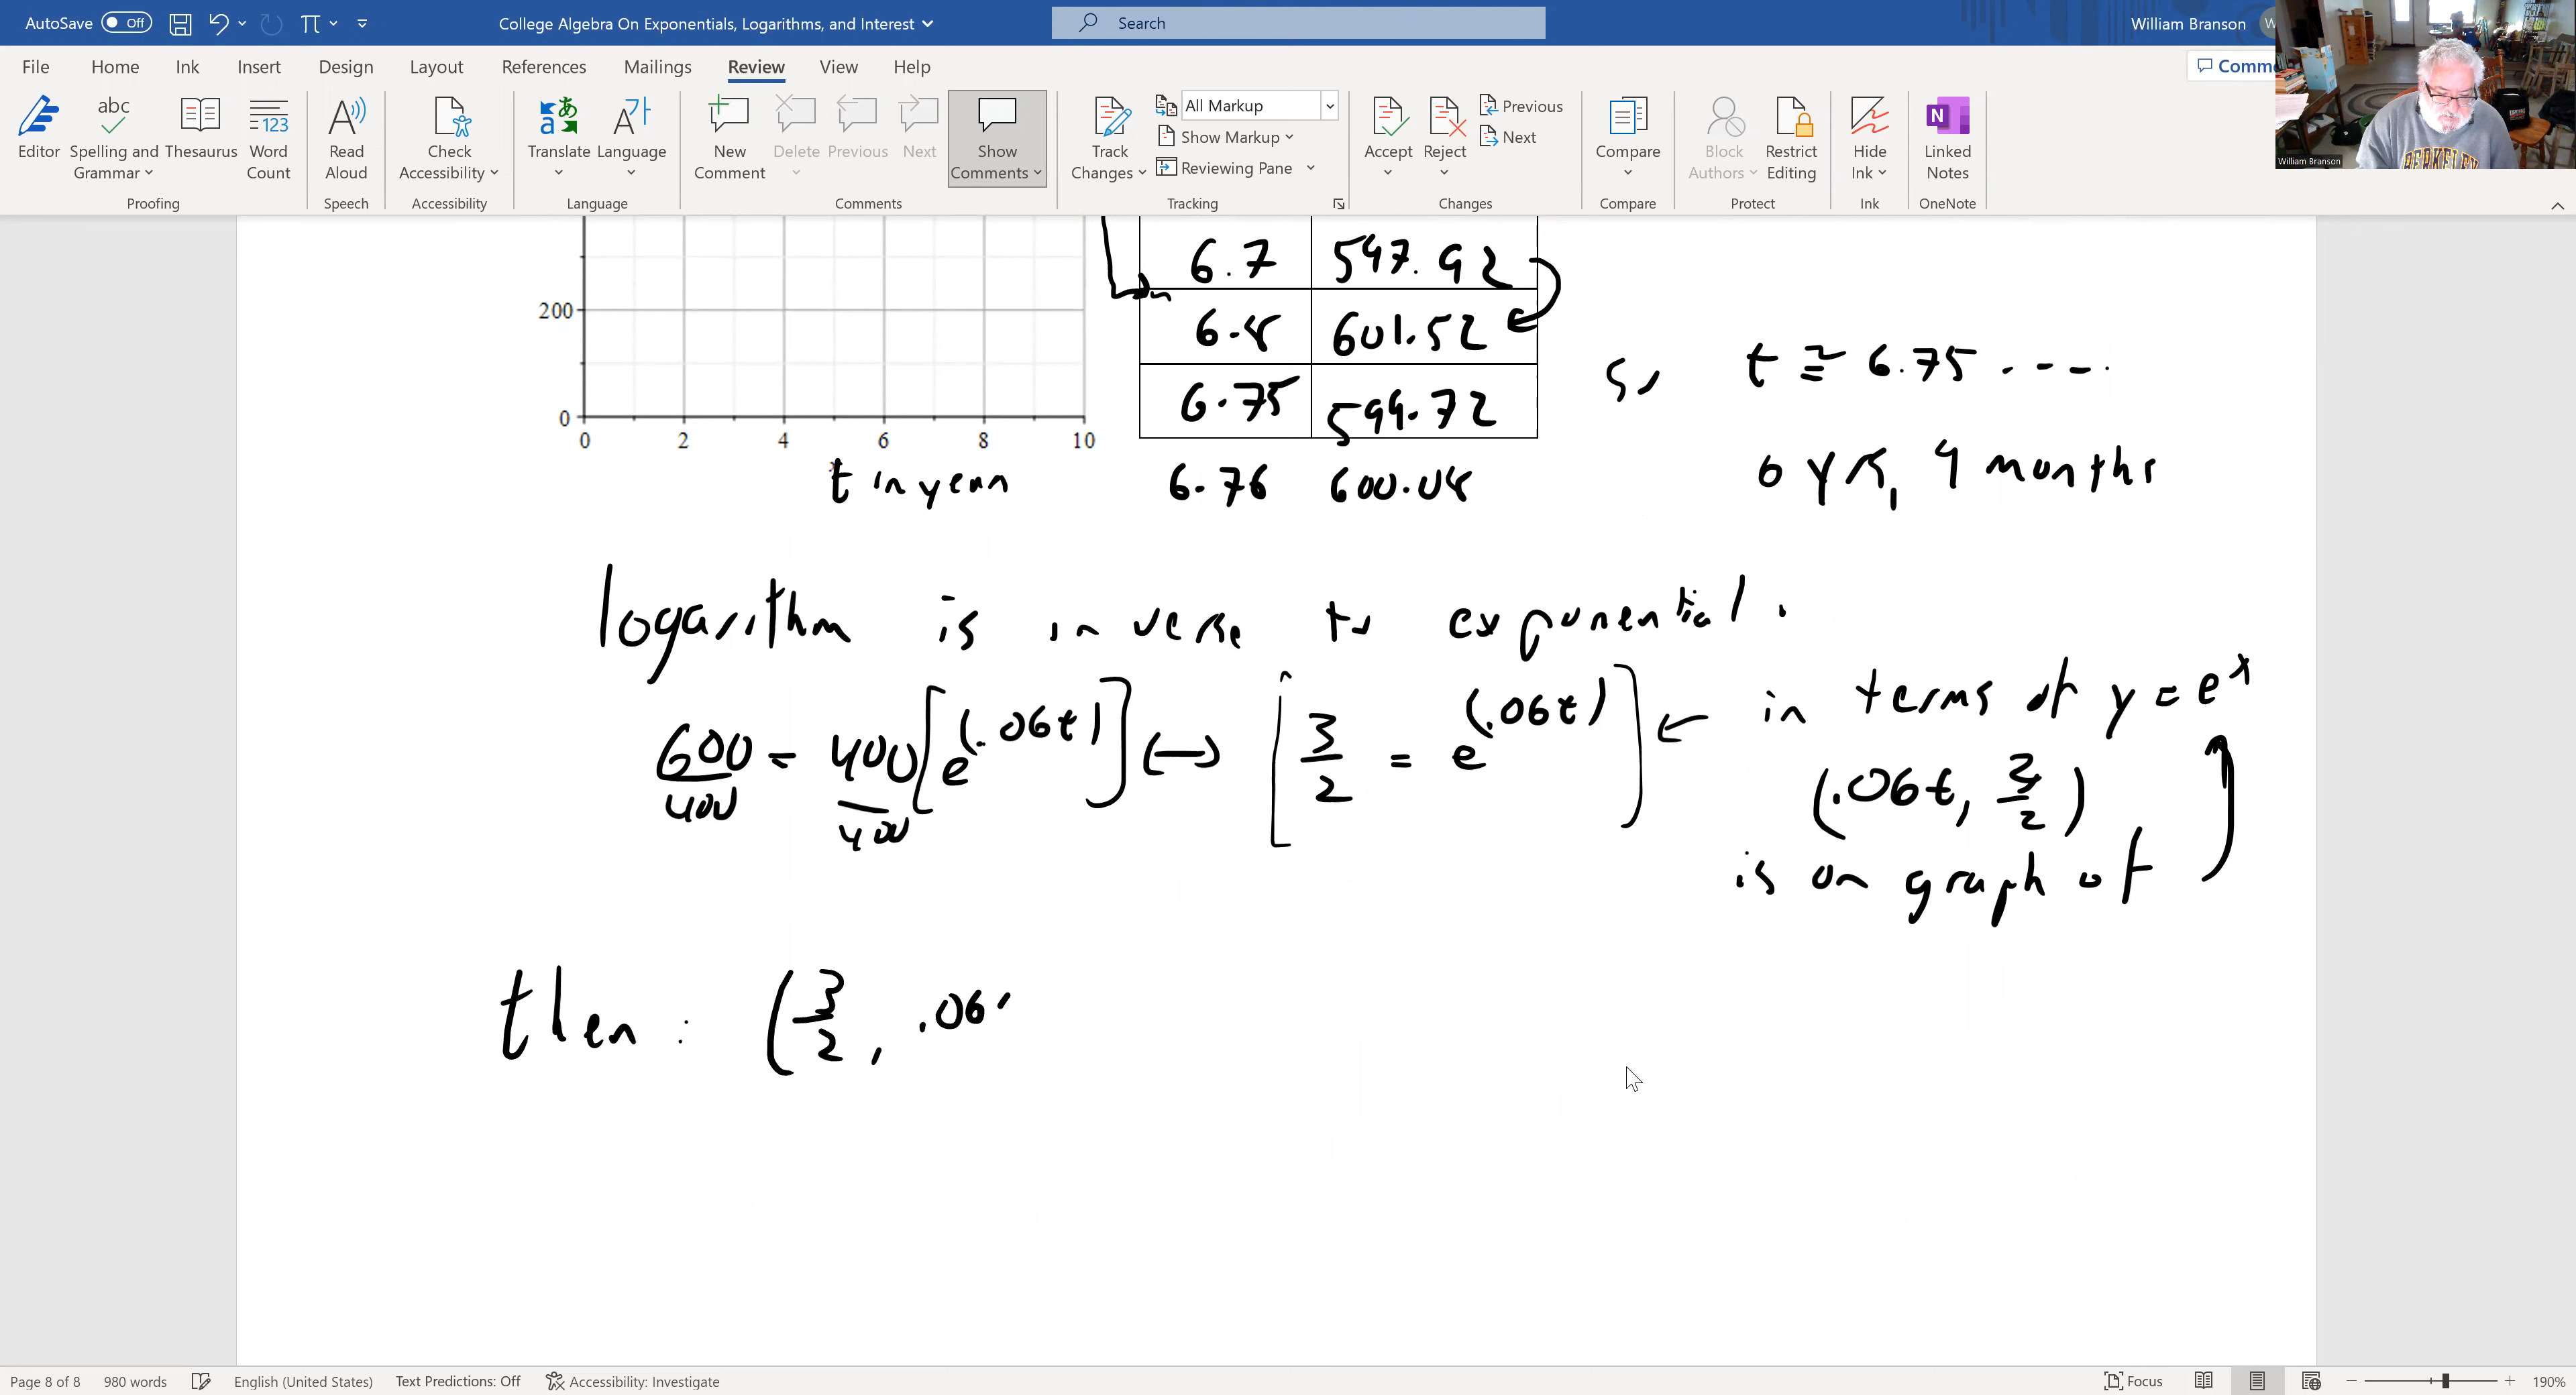 AutoSave Off College Algebra On Exponentials, Logarithms, and Interest Search William Branson
File Home Ink Insert Design Layout References Mailings Review View Help
Editor
Spelling and Grammar
Thesaurus
Word Count
Read Aloud
Check Accessibility
Translate
Language
New Comment
Delete
Previous
Next
Show Comments
Track Changes
All Markup
Show Markup
Reviewing Pane
Accept
Reject
Previous
Next
Compare
Block Authors
Restrict Editing
Hide Ink
Linked Notes
Proofing Speech Accessibility Language Comments Tracking Changes Compare Protect Ink OneNote
William Branson
BERKELEY
200
0
0 2 4 6 8 10
t in years
6.7 597.92
6.8 601.52
6.75 599.72
6.76 600.08
so t ≅ 6.75 ....
6 yrs, 9 months
logarithm is inverse to exponential.
600/400 = 400/400 [e^(.06t)] ↔ [3/2 = e^(.06t)] ← in terms of y = e^x
(.06t, 3/2)
is on graph of
then : (3/2, .06
Page 8 of 8 980 words English (United States) Text Predictions: Off Accessibility: Investigate Focus 190%